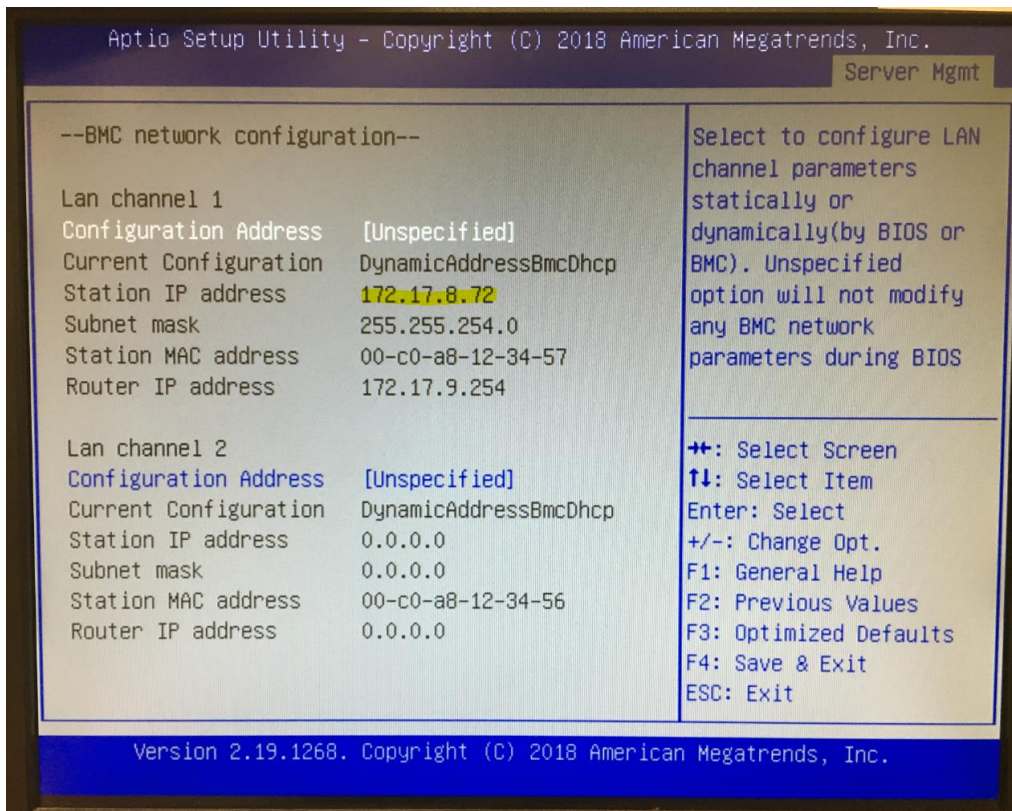 Aptio Setup Utility – Copyright (C) 2018 American Megatrends, Inc.
Server Mgmt
--BMC network configuration--
Lan channel 1
Configuration Address [Unspecified]
Current Configuration DynamicAddressBmcDhcp
Station IP address 172.17.8.72
Subnet mask 255.255.254.0
Station MAC address 00-c0-a8-12-34-57
Router IP address 172.17.9.254
Lan channel 2
Configuration Address [Unspecified]
Current Configuration DynamicAddressBmcDhcp
Station IP address 0.0.0.0
Subnet mask 0.0.0.0
Station MAC address 00-c0-a8-12-34-56
Router IP address 0.0.0.0
Select to configure LAN
channel parameters
statically or
dynamically(by BIOS or
BMC). Unspecified
option will not modify
any BMC network
parameters during BIOS
→←: Select Screen
↑↓: Select Item
Enter: Select
+/-: Change Opt.
F1: General Help
F2: Previous Values
F3: Optimized Defaults
F4: Save & Exit
ESC: Exit
Version 2.19.1268. Copyright (C) 2018 American Megatrends, Inc.